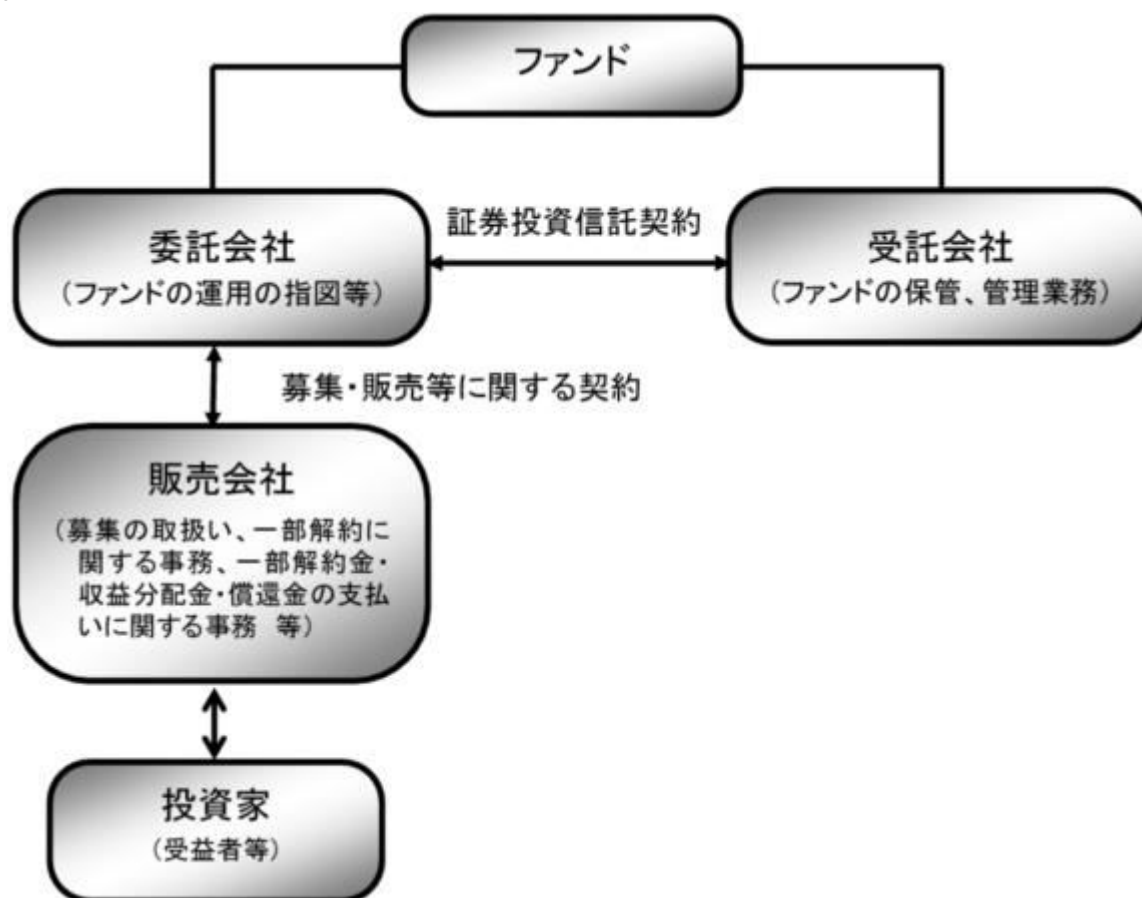 ファンド
委託会社
(ファンドの運用の指図等)
証券投資信託契約
受託会社
(ファンドの保管、管理業務)
募集・販売等に関する契約
販売会社
(募集の取扱い、一部解約に
関する事務、一部解約金・
収益分配金・償還金の支払
いに関する事務　等)
投資家
(受益者等)